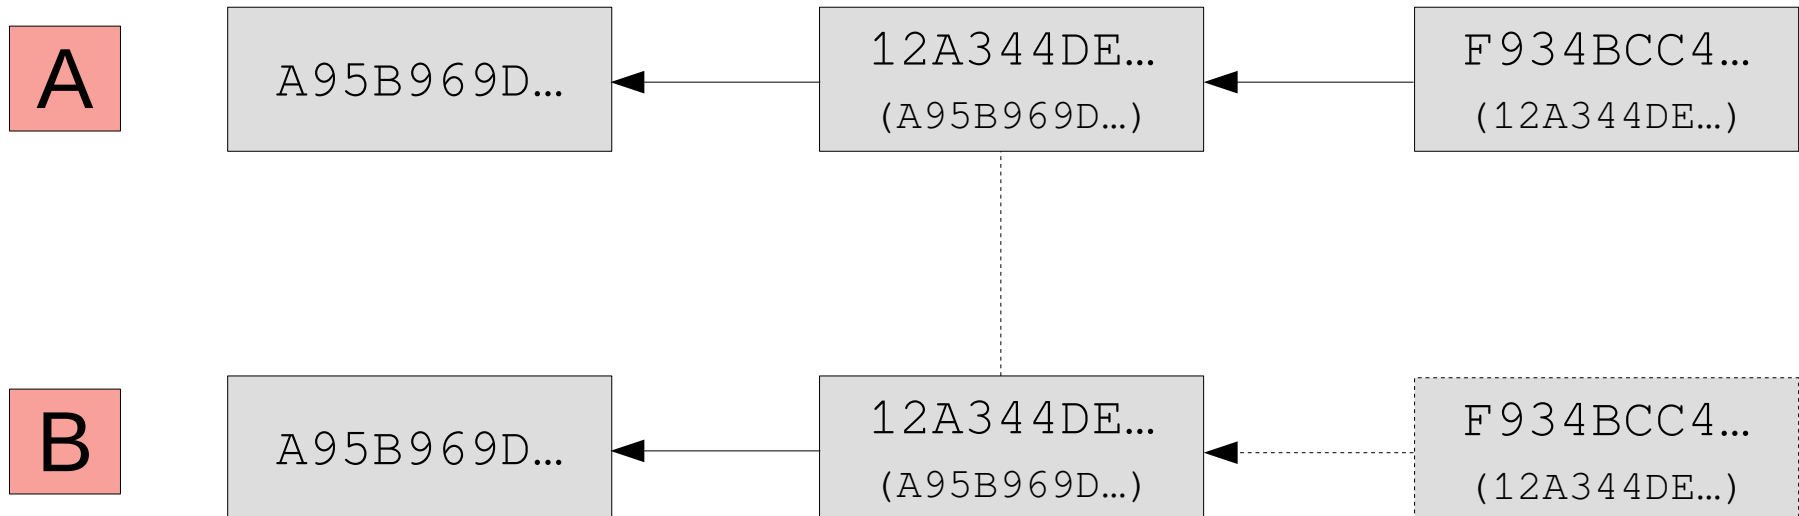 A
A95B969D…
12A344DE…
(A95B969D…)
F934BCC4…
(12A344DE…)
B
A95B969D…
12A344DE…
(A95B969D…)
F934BCC4…
(12A344DE…)